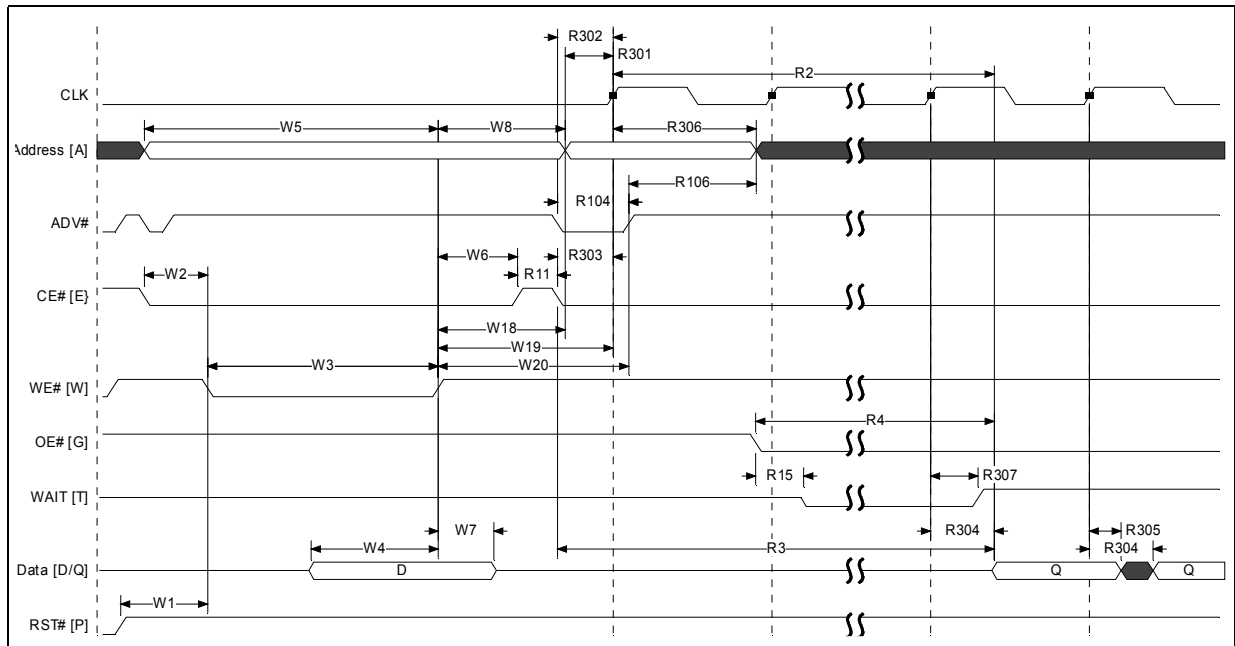 R302
R301
R2
CLK
W5 W8 R306
Address [A]
R106
R104
ADV#
W6 R303
W2 R11
CE# [E}
W18
W19
W3 W20
WE# [W]
R4
OE# [G]
R15 R307
WAIT [T]
W7 R304 R305
W4 R3 R304
Data [D/Q] D Q Q
W1
RST# [P]